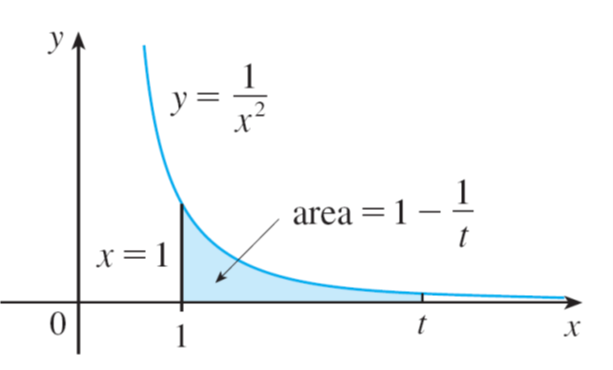 y
y = 1/x²
area = 1 − 1/t
x = 1
0
1
t
x